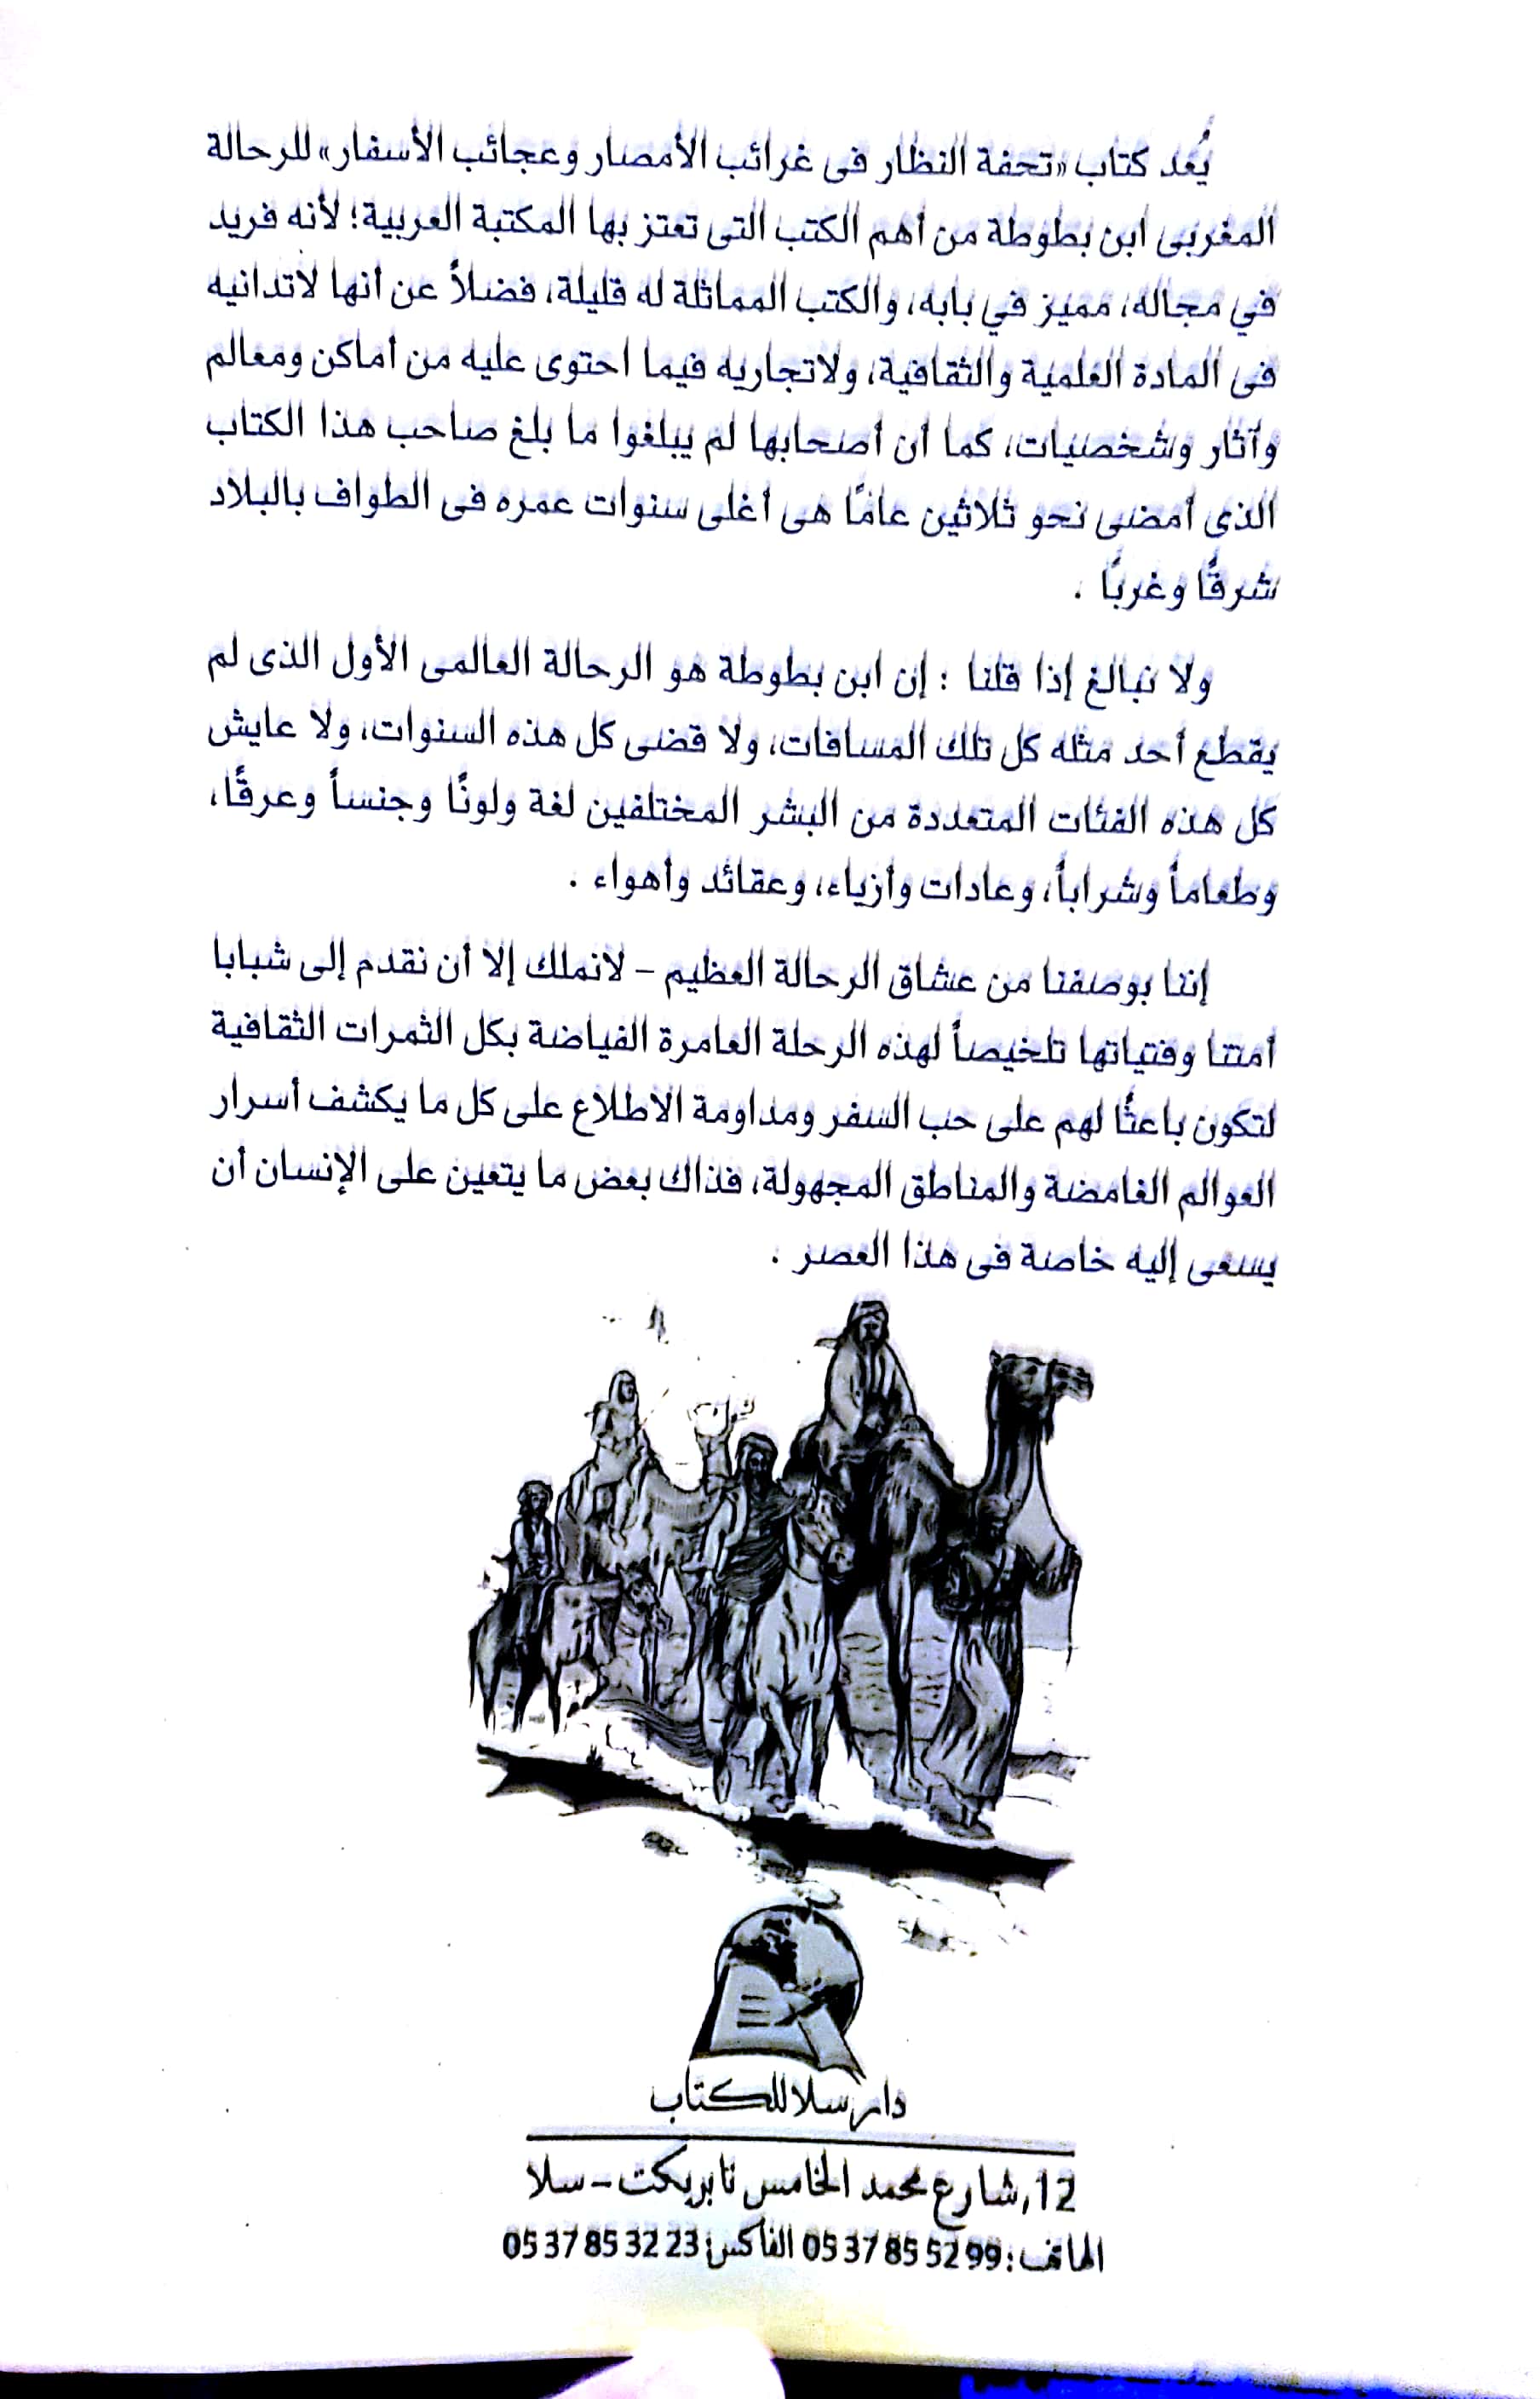 يُعد كتاب «تحفة النظار فى غرائب الأمصار وعجائب الأسفار» للرحالة
المغربى ابن بطوطة من أهم الكتب التى تعتز بها المكتبة العربية؛ لأنه فريد
في مجاله، مميز في بابه، والكتب المماثلة له قليلة، فضلاً عن أنها لاتدانيه
فى المادة العلمية والثقافية، ولاتجاريه فيما احتوى عليه من أماكن ومعالم
وآثار وشخصيات، كما أن أصحابها لم يبلغوا ما بلغ صاحب هذا الكتاب
الذى أمضى نحو ثلاثين عامًا هى أغلى سنوات عمره فى الطواف بالبلاد
شرقًا وغربًا .
ولا نبالغ إذا قلنا : إن ابن بطوطة هو الرحالة العالمى الأول الذى لم
يقطع أحد مثله كل تلك المسافات، ولا قضى كل هذه السنوات، ولا عايش
كل هذه الفئات المتعددة من البشر المختلفين لغة ولونًا وجنساً وعرقًا،
وطعاماً وشراباً، وعادات وأزياء، وعقائد وأهواء .
إننا بوصفنا من عشاق الرحالة العظيم – لانملك إلا أن نقدم إلى شبابا
أمتنا وفتياتها تلخيصاً لهذه الرحلة العامرة الفياضة بكل الثمرات الثقافية
لتكون باعثًا لهم على حب السفر ومداومة الاطلاع على كل ما يكشف أسرار
العوالم الغامضة والمناطق المجهولة، فذاك بعض ما يتعين على الإنسان أن
يسعى إليه خاصة فى هذا العصر .
دار سلا للكتاب
12, شارع محمد الخامس تابريكت – سلا
الهاتف : 05 37 85 52 99 الفاكس: 05 37 85 32 23